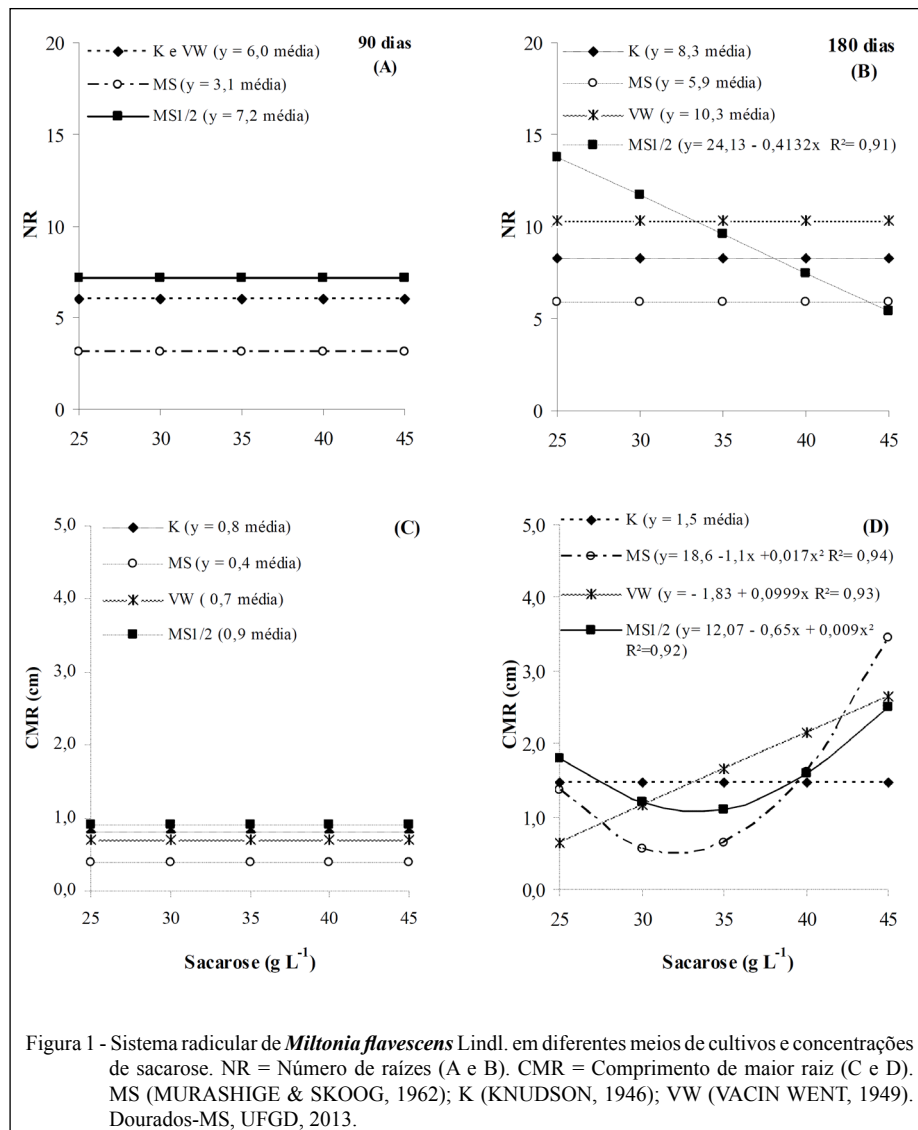 90 dias
(A)
K e VW (y = 6,0 média)
MS (y = 3,1 média)
MS1/2 (y = 7,2 média)
20
15
10
5
0
NR
25 30 35 40 45
180 dias
(B)
K (y = 8,3 média)
MS (y = 5,9 média)
VW (y = 10,3 média)
MS1/2 (y= 24,13 - 0,4132x R²= 0,91)
20
15
10
5
0
NR
25 30 35 40 45
(C)
K (y = 0,8 média)
MS (y = 0,4 média)
VW ( 0,7 média)
MS1/2 (0,9 média)
5,0
4,0
3,0
2,0
1,0
0,0
CMR (cm)
25 30 35 40 45
Sacarose (g L⁻¹)
(D)
K (y = 1,5 média)
MS (y= 18,6 -1,1x +0,017x² R²= 0,94)
VW (y = - 1,83 + 0,0999x R²= 0,93)
MS1/2 (y= 12,07 - 0,65x + 0,009x²
R²=0,92)
5,0
4,0
3,0
2,0
1,0
0,0
CMR (cm)
25 30 35 40 45
Sacarose (g L⁻¹)
Figura 1 - Sistema radicular de Miltonia flavescens Lindl. em diferentes meios de cultivos e concentrações
de sacarose. NR = Número de raízes (A e B). CMR = Comprimento de maior raiz (C e D).
MS (MURASHIGE & SKOOG, 1962); K (KNUDSON, 1946); VW (VACIN WENT, 1949).
Dourados-MS, UFGD, 2013.